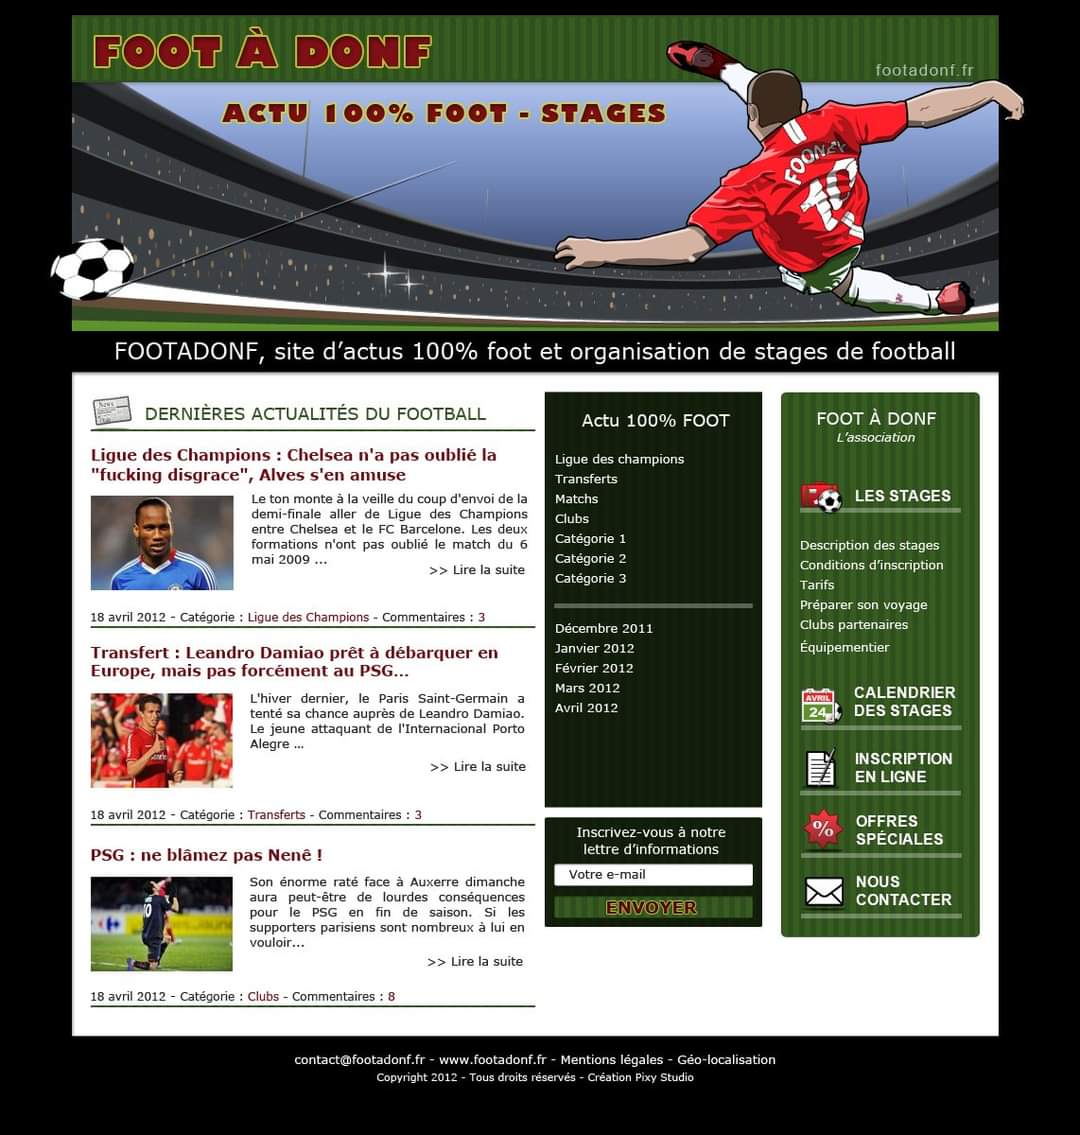 FOOT À DONF
footadonf.fr
ACTU 100% FOOT - STAGES
FOONEY
10
FOOTADONF, site d’actus 100% foot et organisation de stages de football
News
DERNIÈRES ACTUALITÉS DU FOOTBALL
Ligue des Champions : Chelsea n'a pas oublié la
"fucking disgrace", Alves s'en amuse
Le ton monte à la veille du coup d'envoi de la
demi-finale aller de Ligue des Champions
entre Chelsea et le FC Barcelone. Les deux
formations n'ont pas oublié le match du 6
mai 2009 ...
>> Lire la suite
18 avril 2012 - Catégorie : Ligue des Champions - Commentaires : 3
Transfert : Leandro Damiao prêt à débarquer en
Europe, mais pas forcément au PSG...
L'hiver dernier, le Paris Saint-Germain a
tenté sa chance auprès de Leandro Damiao.
Le jeune attaquant de l'Internacional Porto
Alegre ...
>> Lire la suite
18 avril 2012 - Catégorie : Transferts - Commentaires : 3
PSG : ne blâmez pas Nenê !
10
Son énorme raté face à Auxerre dimanche
aura peut-être de lourdes conséquences
pour le PSG en fin de saison. Si les
supporters parisiens sont nombreux à lui en
vouloir...
>> Lire la suite
18 avril 2012 - Catégorie : Clubs - Commentaires : 8
Actu 100% FOOT
Ligue des champions
Transferts
Matchs
Clubs
Catégorie 1
Catégorie 2
Catégorie 3
Décembre 2011
Janvier 2012
Février 2012
Mars 2012
Avril 2012
Inscrivez-vous à notre
lettre d’informations
Votre e-mail
ENVOYER
FOOT À DONF
L’association
LES STAGES
Description des stages
Conditions d’inscription
Tarifs
Préparer son voyage
Clubs partenaires
Équipementier
AVRIL
24
CALENDRIER
DES STAGES
INSCRIPTION
EN LIGNE
%
OFFRES
SPÉCIALES
NOUS
CONTACTER
contact@footadonf.fr - www.footadonf.fr - Mentions légales - Géo-localisation
Copyright 2012 - Tous droits réservés - Création Pixy Studio